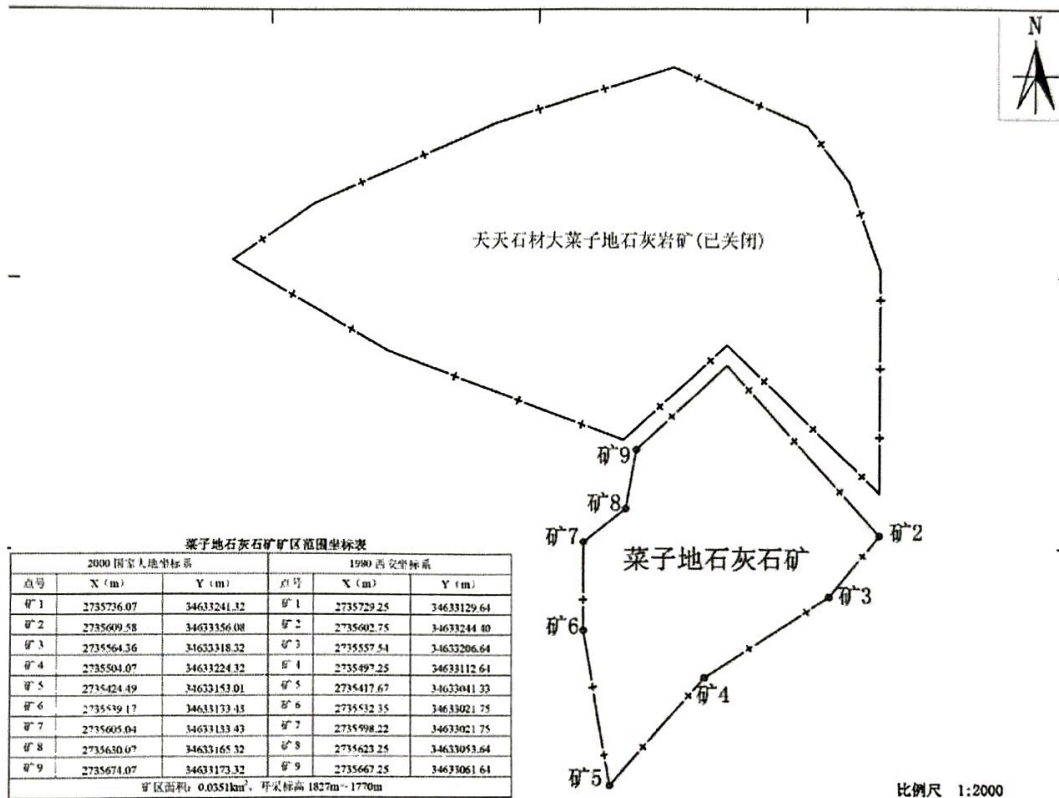 N
天天石材大菜子地石灰岩矿(已关闭)
矿9
矿8
矿7
矿2
菜子地石灰石矿
矿3
矿6
矿4
矿5
菜子地石灰石矿矿区范围坐标表
2000 国家大地坐标系 1980 西安坐标系
点号 X（m） Y（m） 点号 X（m） Y（m）
矿 1 2735736.07 34633241.32 矿 1 2735729.25 34633129.64
矿 2 2735609.58 34633356.08 矿 2 2735602.75 34633244.40
矿 3 2735564.36 34633318.32 矿 3 2735557.54 34633206.64
矿 4 2735504.07 34633224.32 矿 4 2735497.25 34633112.64
矿 5 2735424.49 34633153.01 矿 5 2735417.67 34633041.33
矿 6 2735539.17 34633133.43 矿 6 2735532.35 34633021.75
矿 7 2735605.04 34633133.43 矿 7 2735598.22 34633021.75
矿 8 2735630.07 34633165.32 矿 8 2735623.25 34633053.64
矿 9 2735674.07 34633173.32 矿 9 2735667.25 34633061.64
矿区面积：0.0351km²，开采标高 1827m～1770m
比例尺 1:2000